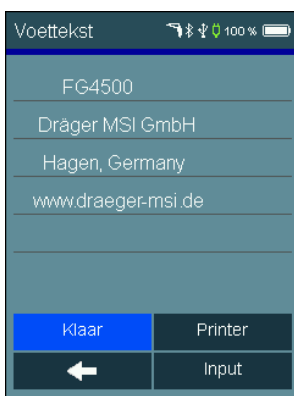 Voettekst 100 %
FG4500
Dräger MSI GmbH
Hagen, Germany
www.draeger-msi.de
Klaar Printer
Input